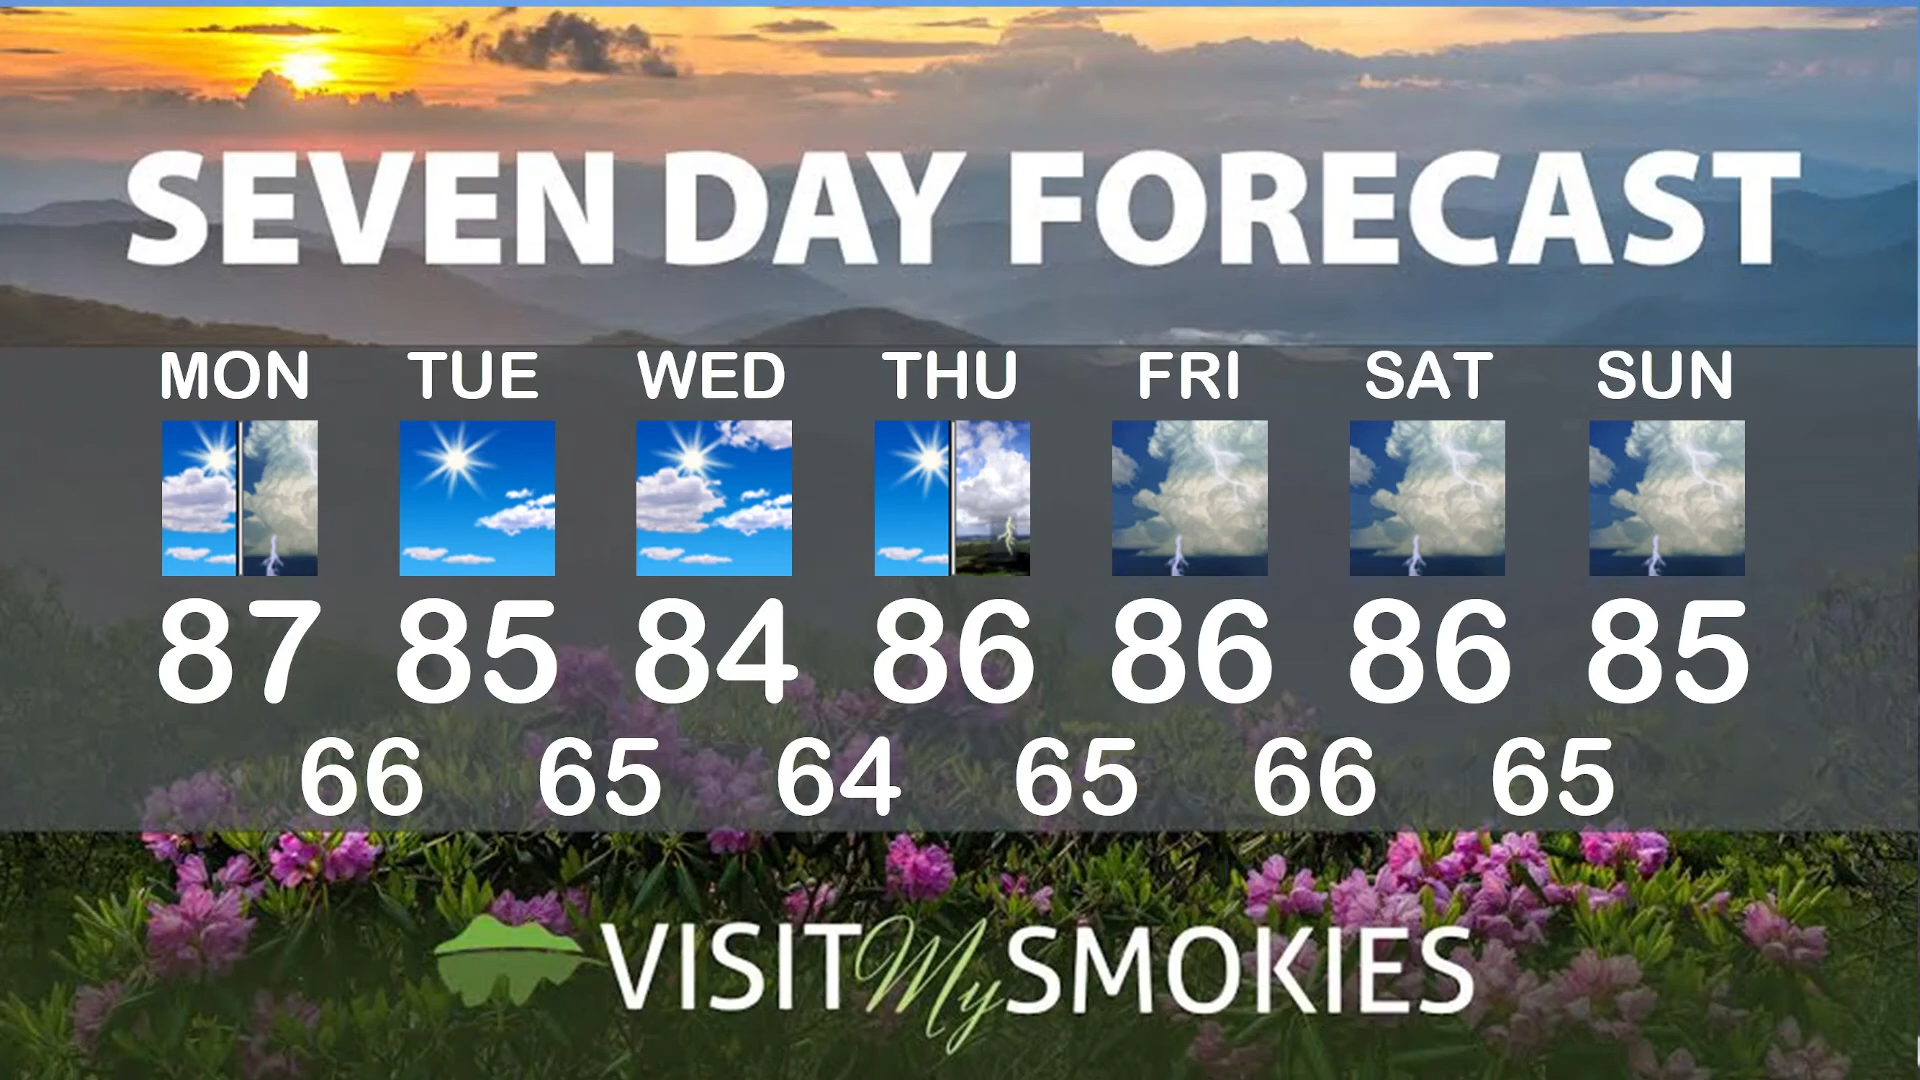 SEVEN DAY FORECAST
MON TUE WED THU FRI SAT SUN
87 85 84 86 86 86 85
66 65 64 65 66 65
VISIT My SMOKIES